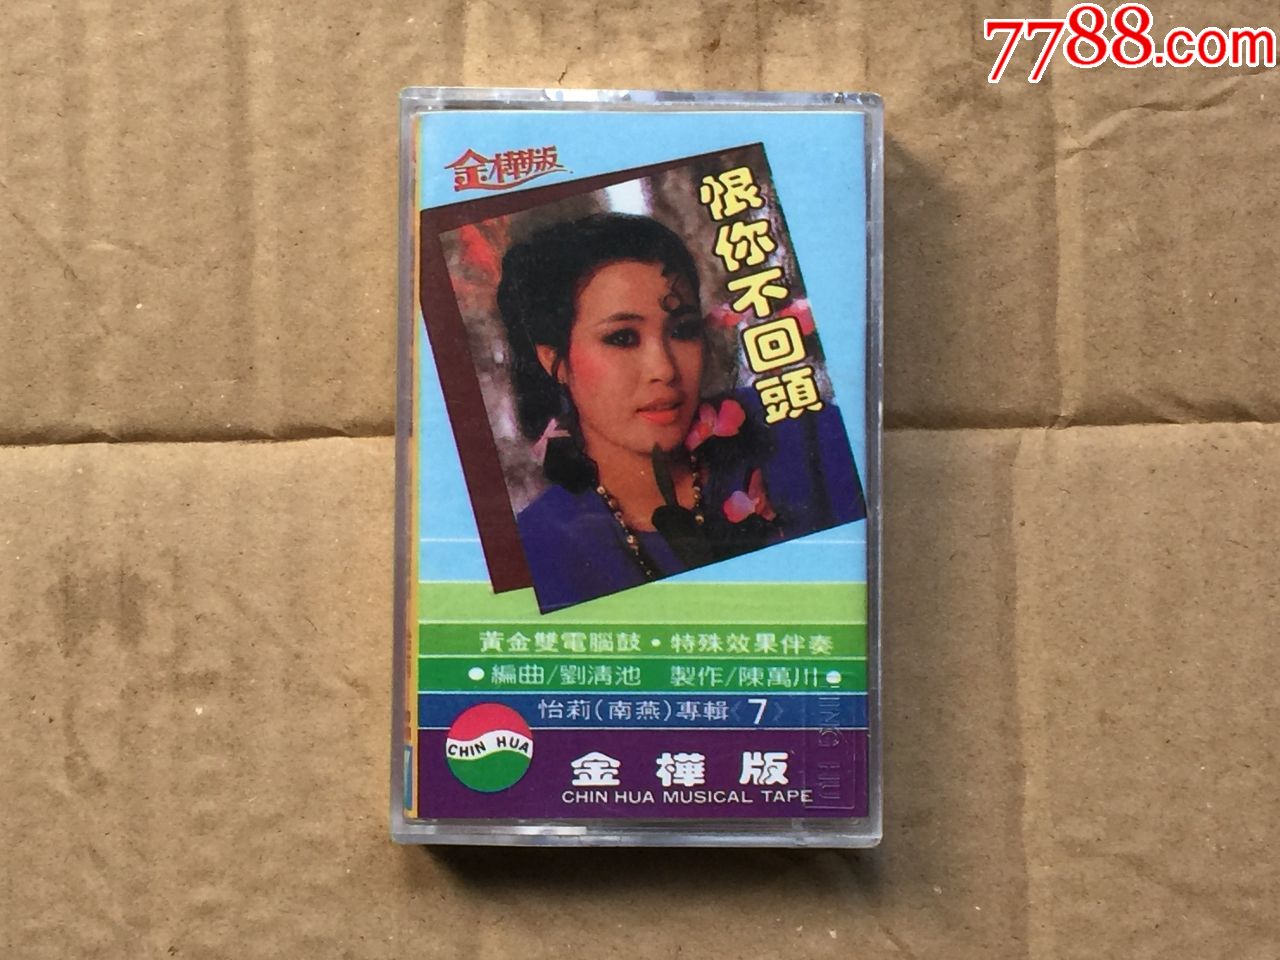 7788.com
金樺版
恨你不回頭
黃金雙電腦鼓・特殊效果伴奏
●編曲/劉清池 製作/陳萬川●
怡莉(南燕)專輯〈7〉
CHIN HUA
金樺版
CHIN HUA MUSICAL TAPE